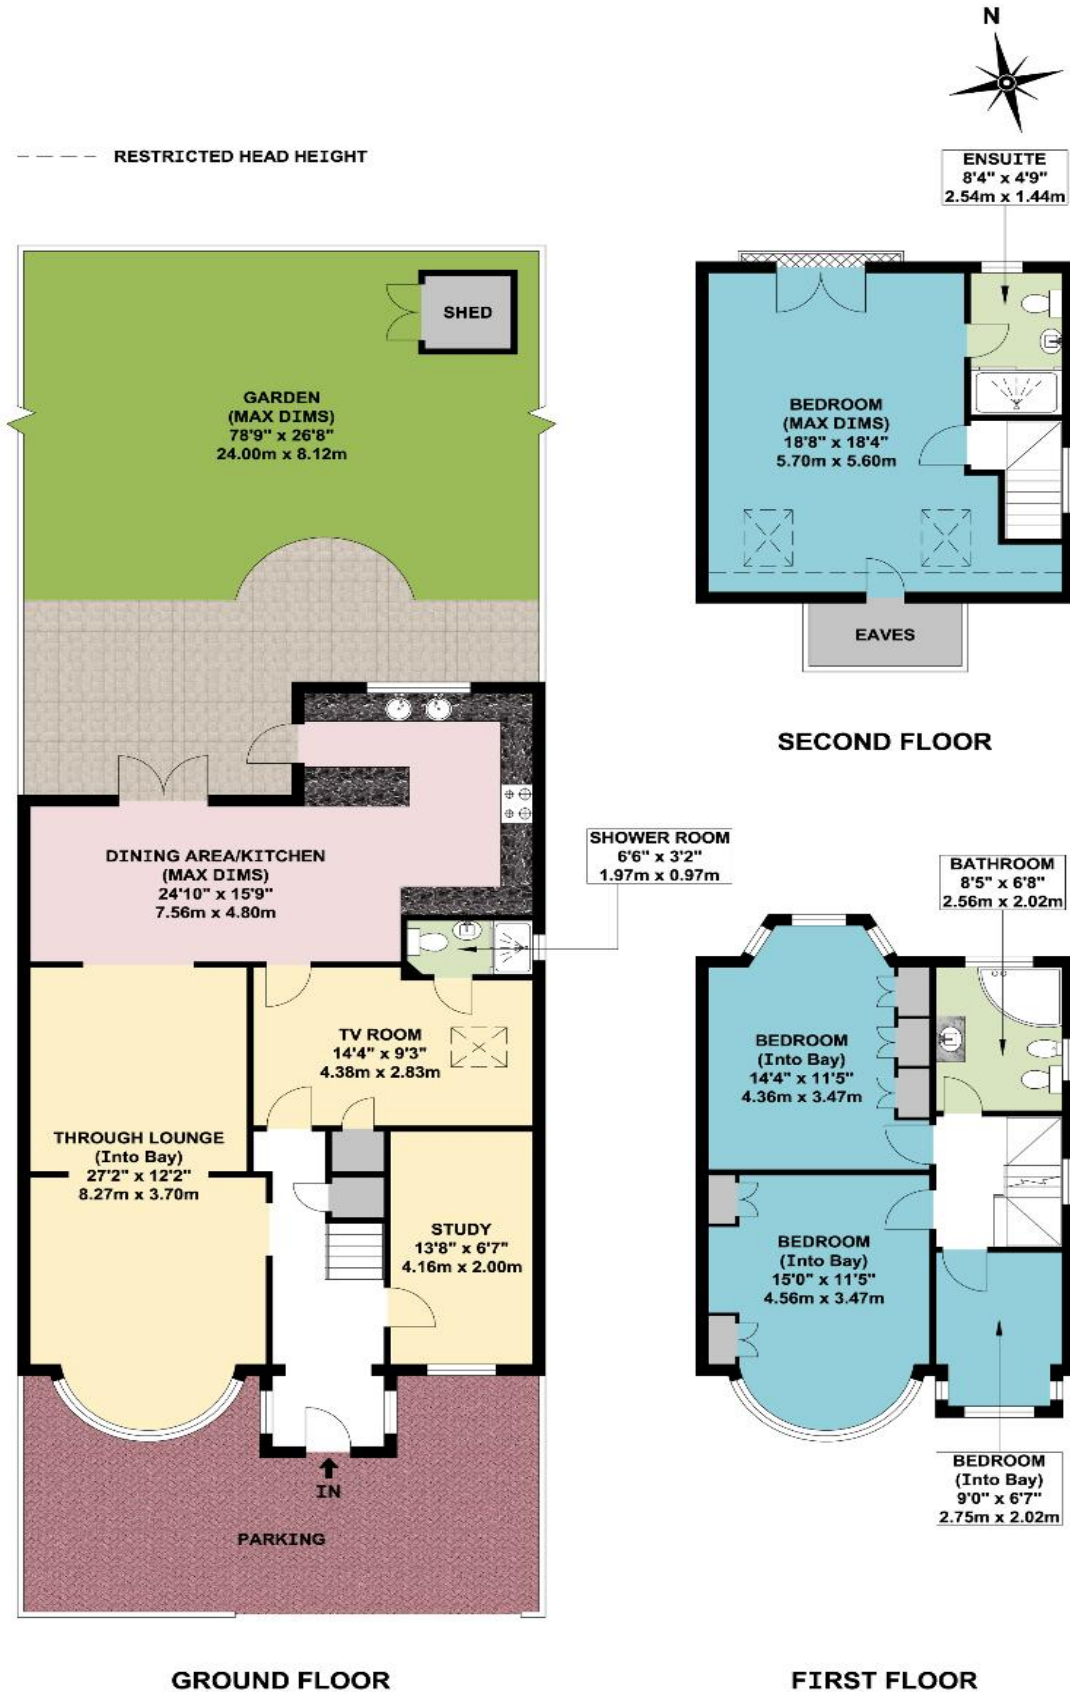 N
RESTRICTED HEAD HEIGHT
ENSUITE
8'4" x 4'9"
2.54m x 1.44m
SHED
GARDEN
(MAX DIMS)
78'9" x 26'8"
24.00m x 8.12m
BEDROOM
(MAX DIMS)
18'8" x 18'4"
5.70m x 5.60m
EAVES
SECOND FLOOR
DINING AREA/KITCHEN
(MAX DIMS)
24'10" x 15'9"
7.56m x 4.80m
SHOWER ROOM
6'6" x 3'2"
1.97m x 0.97m
BATHROOM
8'5" x 6'8"
2.56m x 2.02m
TV ROOM
14'4" x 9'3"
4.38m x 2.83m
BEDROOM
(Into Bay)
14'4" x 11'5"
4.36m x 3.47m
THROUGH LOUNGE
(Into Bay)
27'2" x 12'2"
8.27m x 3.70m
STUDY
13'8" x 6'7"
4.16m x 2.00m
BEDROOM
(Into Bay)
15'0" x 11'5"
4.56m x 3.47m
BEDROOM
(Into Bay)
9'0" x 6'7"
2.75m x 2.02m
IN
PARKING
GROUND FLOOR
FIRST FLOOR